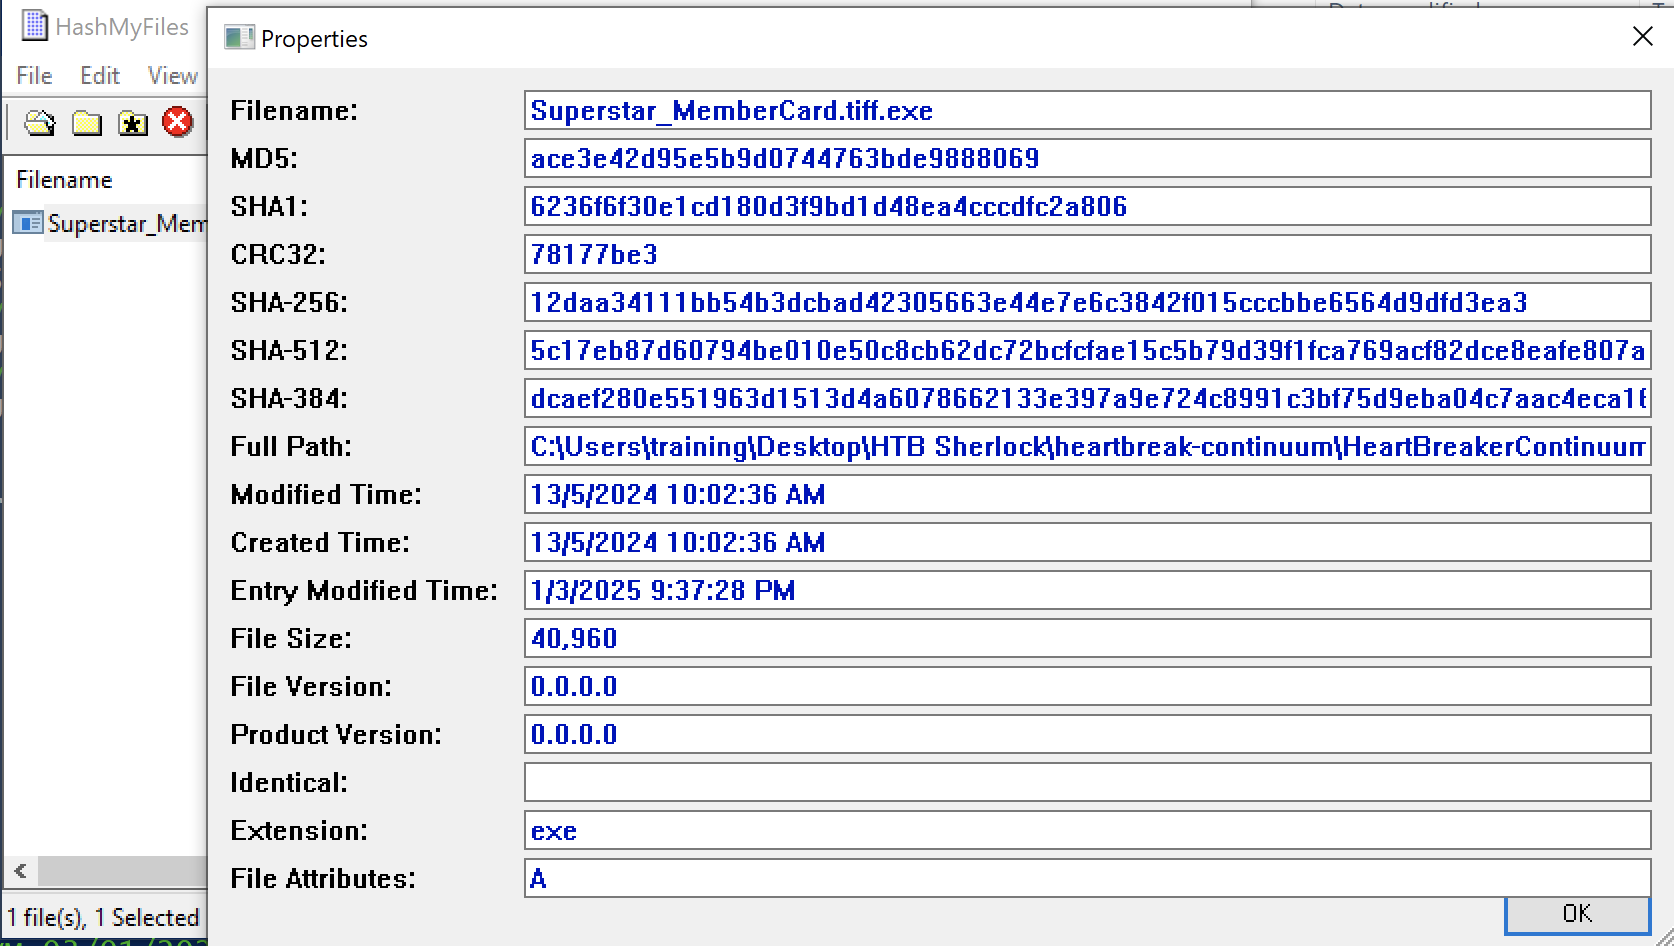 HashMyFiles
Properties
File Edit View
Filename
Superstar_Mem
Filename: Superstar_MemberCard.tiff.exe
MD5: ace3e42d95e5b9d0744763bde9888069
SHA1: 6236f6f30e1cd180d3f9bd1d48ea4cccdfc2a806
CRC32: 78177be3
SHA-256: 12daa34111bb54b3dcbad42305663e44e7e6c3842f015cccbbe6564d9dfd3ea3
SHA-512: 5c17eb87d60794be010e50c8cb62dc72bcfcfae15c5b79d39f1fca769acf82dce8eafe807a
SHA-384: dcaef280e551963d1513d4a6078662133e397a9e724c8991c3bf75d9eba04c7aac4eca1
Full Path: C:\Users\training\Desktop\HTB Sherlock\heartbreak-continuum\HeartBreakerContinuum
Modified Time: 13/5/2024 10:02:36 AM
Created Time: 13/5/2024 10:02:36 AM
Entry Modified Time: 1/3/2025 9:37:28 PM
File Size: 40,960
File Version: 0.0.0.0
Product Version: 0.0.0.0
Identical:
Extension: exe
File Attributes: A
1 file(s), 1 Selected
OK